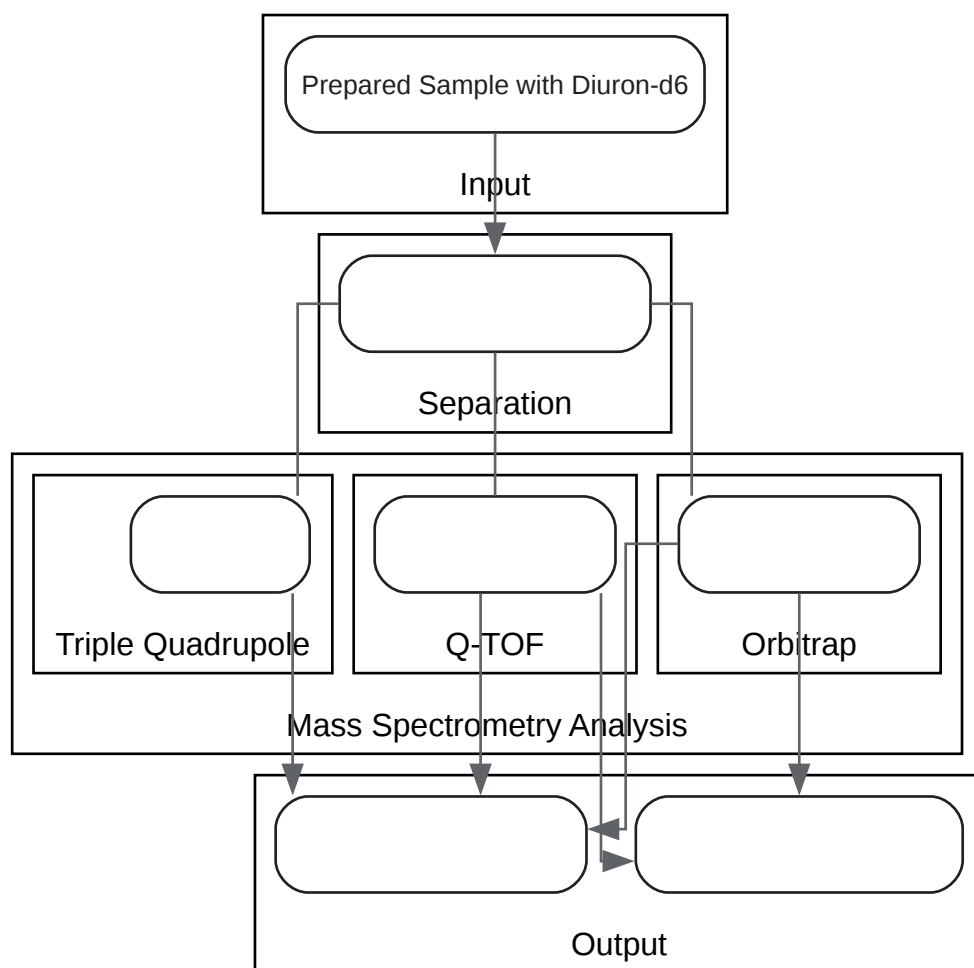 Prepared Sample with Diuron-d6
Input
Separation
Triple Quadrupole
Q-TOF
Orbitrap
Mass Spectrometry Analysis
Output